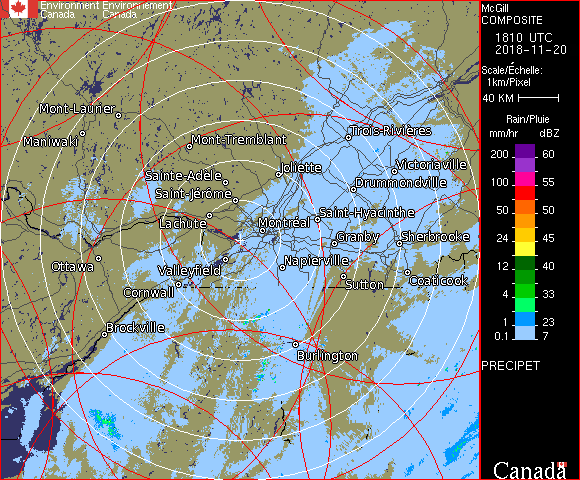 Environment Environnement
Canada Canada
McGill
COMPOSITE
1810 UTC
2018-11-20
Scale/Échelle:
1km/Pixel
40 KM
Rain/Pluie
mm/hr dBZ
200 60
100 55
50 50
24 45
12 40
4 33
1 23
0.1 7
PRECIPET
Canada
Mont-Laurier
Maniwaki
Mont-Tremblant
Trois-Rivières
Joliette
Victoriaville
Sainte-Adèle
Drummondville
Saint-Jérôme
Saint-Hyacinthe
Lachute
Montréal
Granby
Sherbrooke
Ottawa
Valleyfield
Napierville
Cornwall
Sutton
Coaticook
Brockville
Burlington